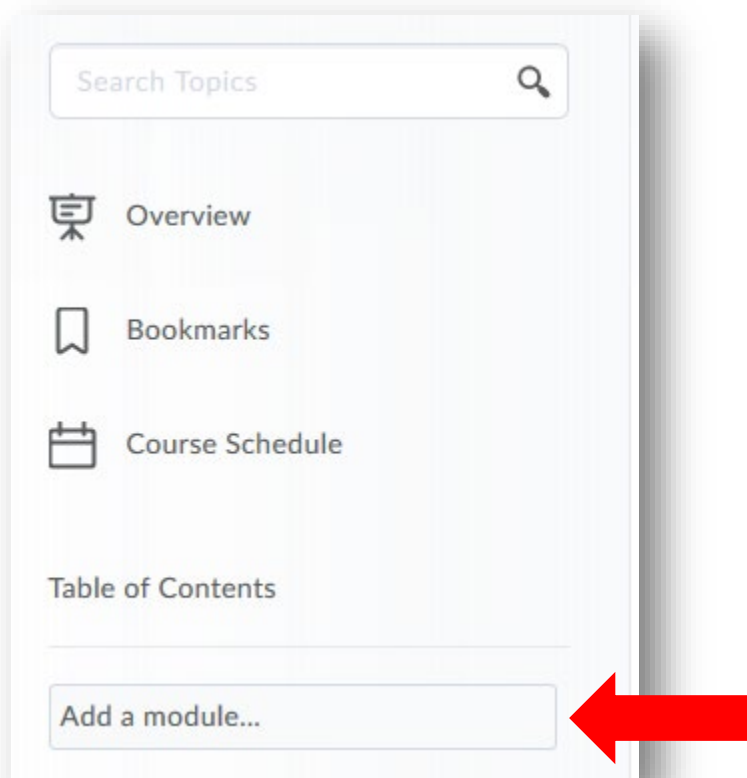 Search Topics
Overview
Bookmarks
Course Schedule
Table of Contents
Add a module...